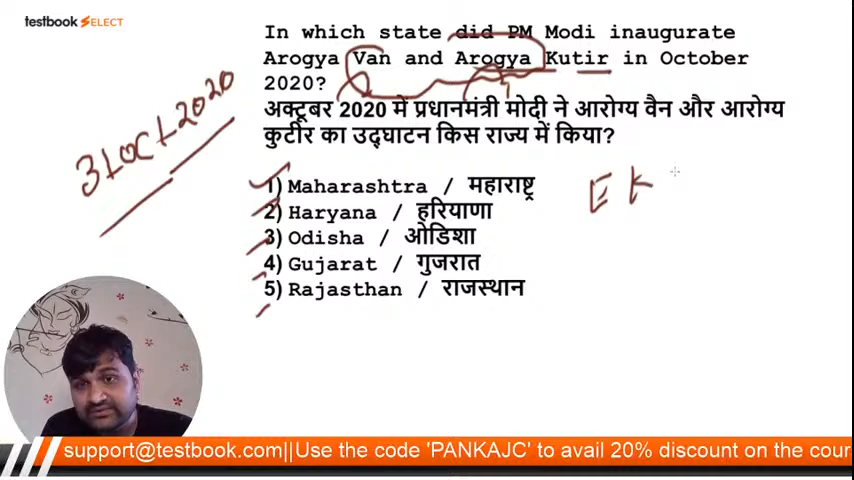 testbook SELECT
In which state did PM Modi inaugurate
Arogya Van and Arogya Kutir in October
2020?
अक्टूबर 2020 में प्रधानमंत्री मोदी ने आरोग्य वैन और आरोग्य
कुटीर का उद्घाटन किस राज्य में किया?
31 OCT 2020
1) Maharashtra / महाराष्ट्र
2) Haryana / हरियाणा
3) Odisha / ओडिशा
4) Gujarat / गुजरात
5) Rajasthan / राजस्थान
E K
support@testbook.com||Use the code 'PANKAJC' to avail 20% discount on the cour